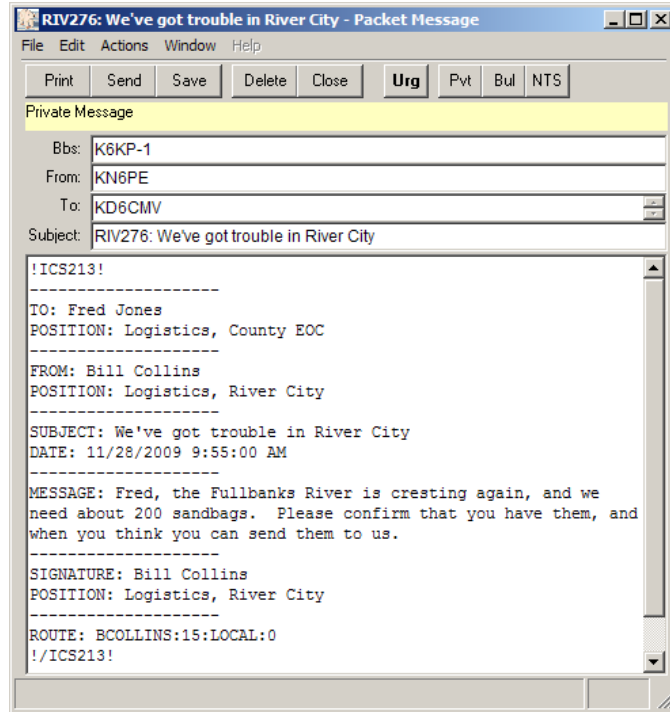 RIV276: We've got trouble in River City - Packet Message
File Edit Actions Window Help
Print Send Save Delete Close Urg Pvt Bul NTS
Private Message
Bbs: K6KP-1
From: KN6PE
To: KD6CMV
Subject: RIV276: We've got trouble in River City
!ICS213!
--------------------
TO: Fred Jones
POSITION: Logistics, County EOC
--------------------
FROM: Bill Collins
POSITION: Logistics, River City
--------------------
SUBJECT: We've got trouble in River City
DATE: 11/28/2009 9:55:00 AM
--------------------
MESSAGE: Fred, the Fullbanks River is cresting again, and we
need about 200 sandbags.  Please confirm that you have them, and
when you think you can send them to us.
--------------------
SIGNATURE: Bill Collins
POSITION: Logistics, River City
--------------------
ROUTE: BCOLLINS:15:LOCAL:0
!/ICS213!